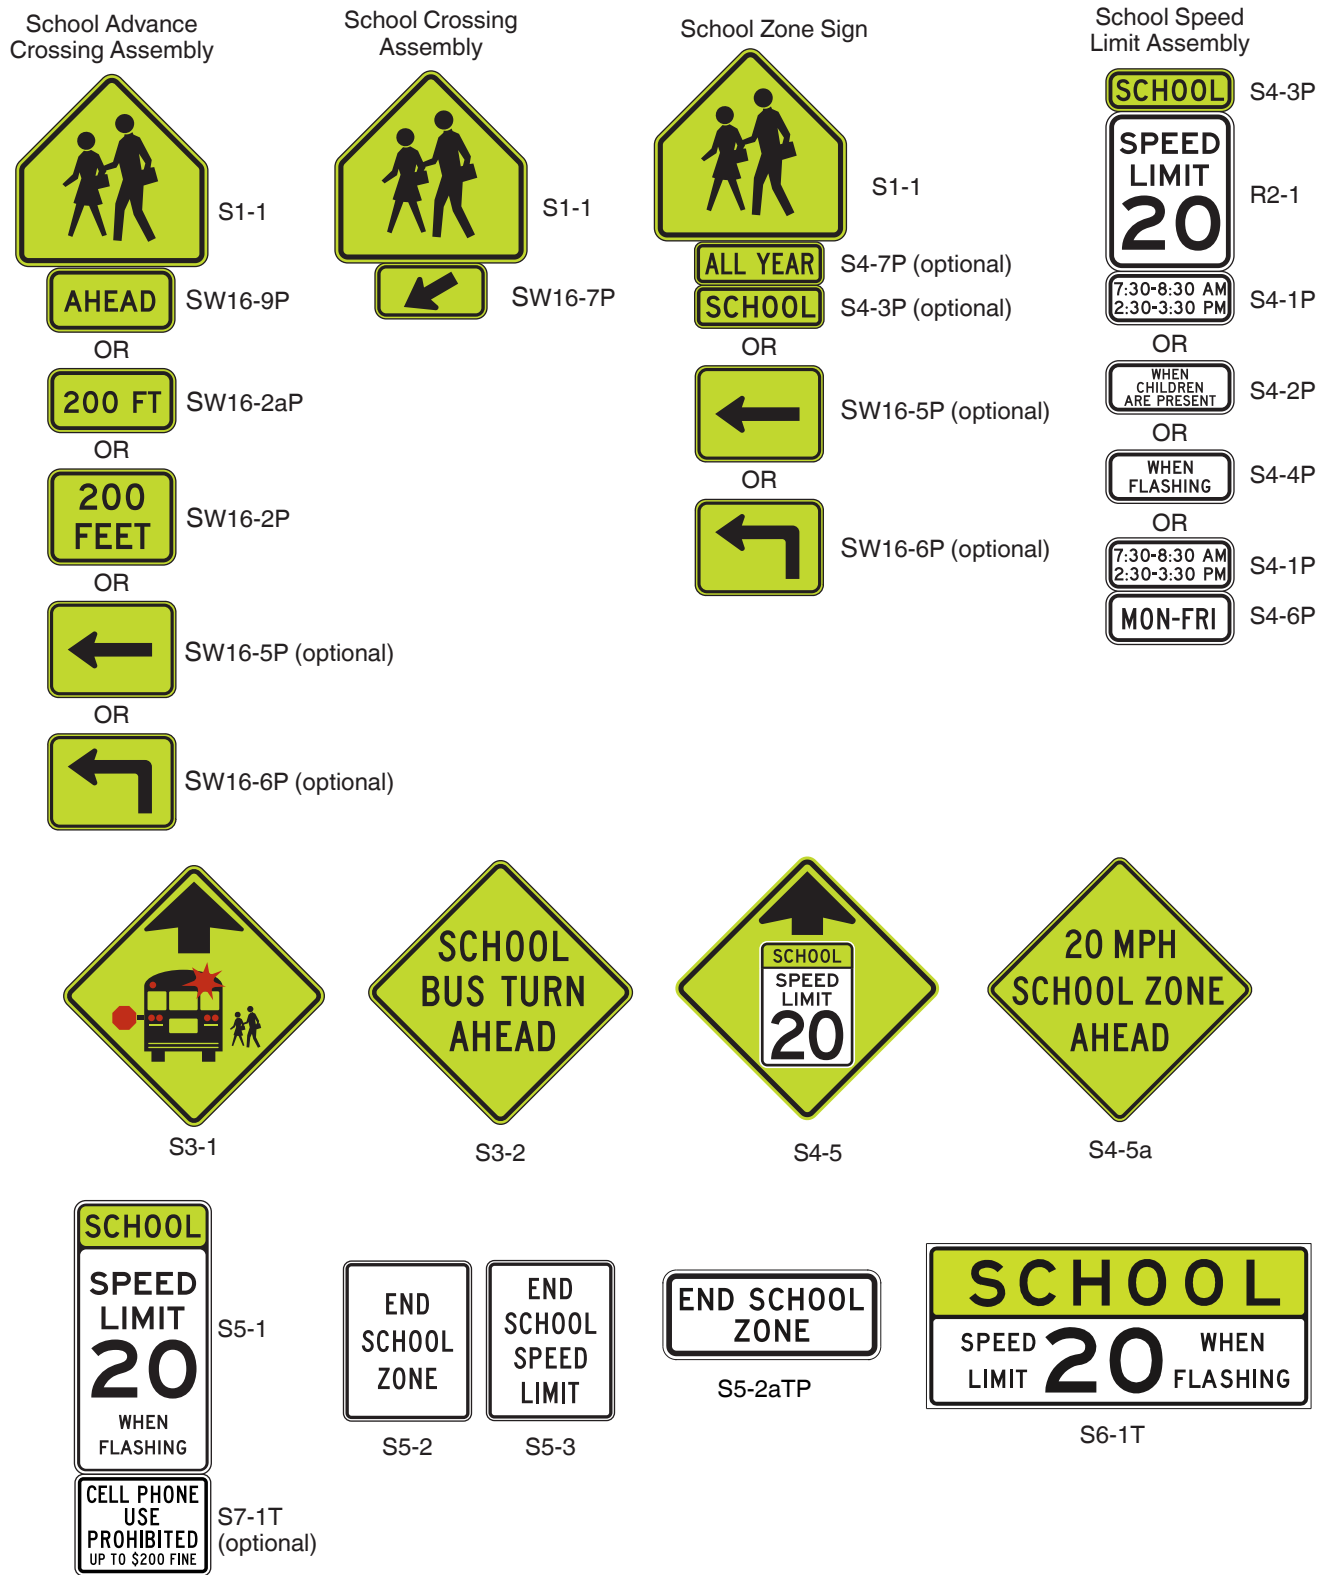 School Advance
Crossing Assembly
S1-1
AHEAD
SW16-9P
OR
200 FT
SW16-2aP
OR
200
FEET
SW16-2P
OR
SW16-5P (optional)
OR
SW16-6P (optional)
School Crossing
Assembly
S1-1
SW16-7P
School Zone Sign
S1-1
ALL YEAR
S4-7P (optional)
SCHOOL
S4-3P (optional)
OR
SW16-5P (optional)
OR
SW16-6P (optional)
School Speed
Limit Assembly
SCHOOL
S4-3P
SPEED
LIMIT
20
R2-1
7:30-8:30 AM
2:30-3:30 PM
S4-1P
OR
WHEN
CHILDREN
ARE PRESENT
S4-2P
OR
WHEN
FLASHING
S4-4P
OR
7:30-8:30 AM
2:30-3:30 PM
S4-1P
MON-FRI
S4-6P
S3-1
SCHOOL
BUS TURN
AHEAD
S3-2
SCHOOL
SPEED
LIMIT
20
S4-5
20 MPH
SCHOOL ZONE
AHEAD
S4-5a
SCHOOL
SPEED
LIMIT
20
WHEN
FLASHING
S5-1
CELL PHONE
USE
PROHIBITED
UP TO $200 FINE
S7-1T
(optional)
END
SCHOOL
ZONE
S5-2
END
SCHOOL
SPEED
LIMIT
S5-3
END SCHOOL
ZONE
S5-2aTP
SCHOOL
SPEED
LIMIT
20
WHEN
FLASHING
S6-1T